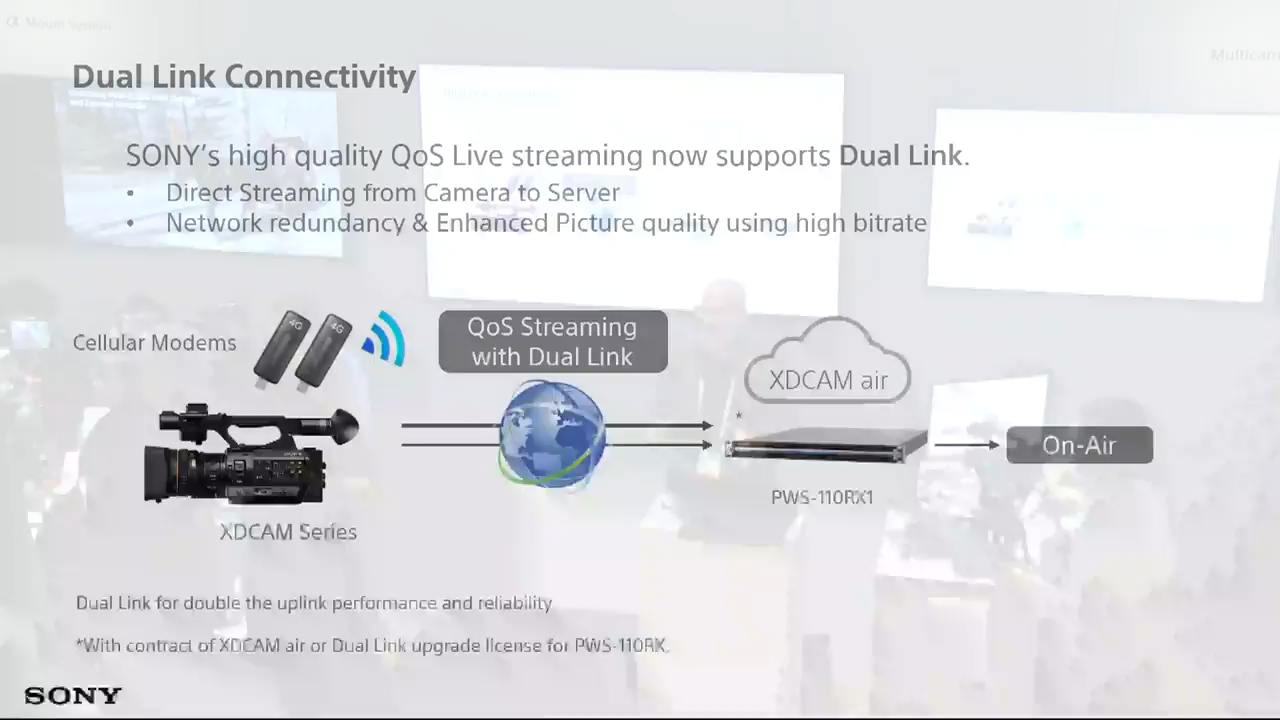 α Mount System
Multicam
Dual Link Connectivity
SONY's high quality QoS Live streaming now supports Dual Link.
• Direct Streaming from Camera to Server
• Network redundancy & Enhanced Picture quality using high bitrate
Cellular Modems
4G
4G
QoS Streaming
with Dual Link
XDCAM air
*
On-Air
PWS-110RX1
XDCAM Series
Dual Link for double the uplink performance and reliability
*With contract of XDCAM air or Dual Link upgrade license for PWS-110RX.
SONY